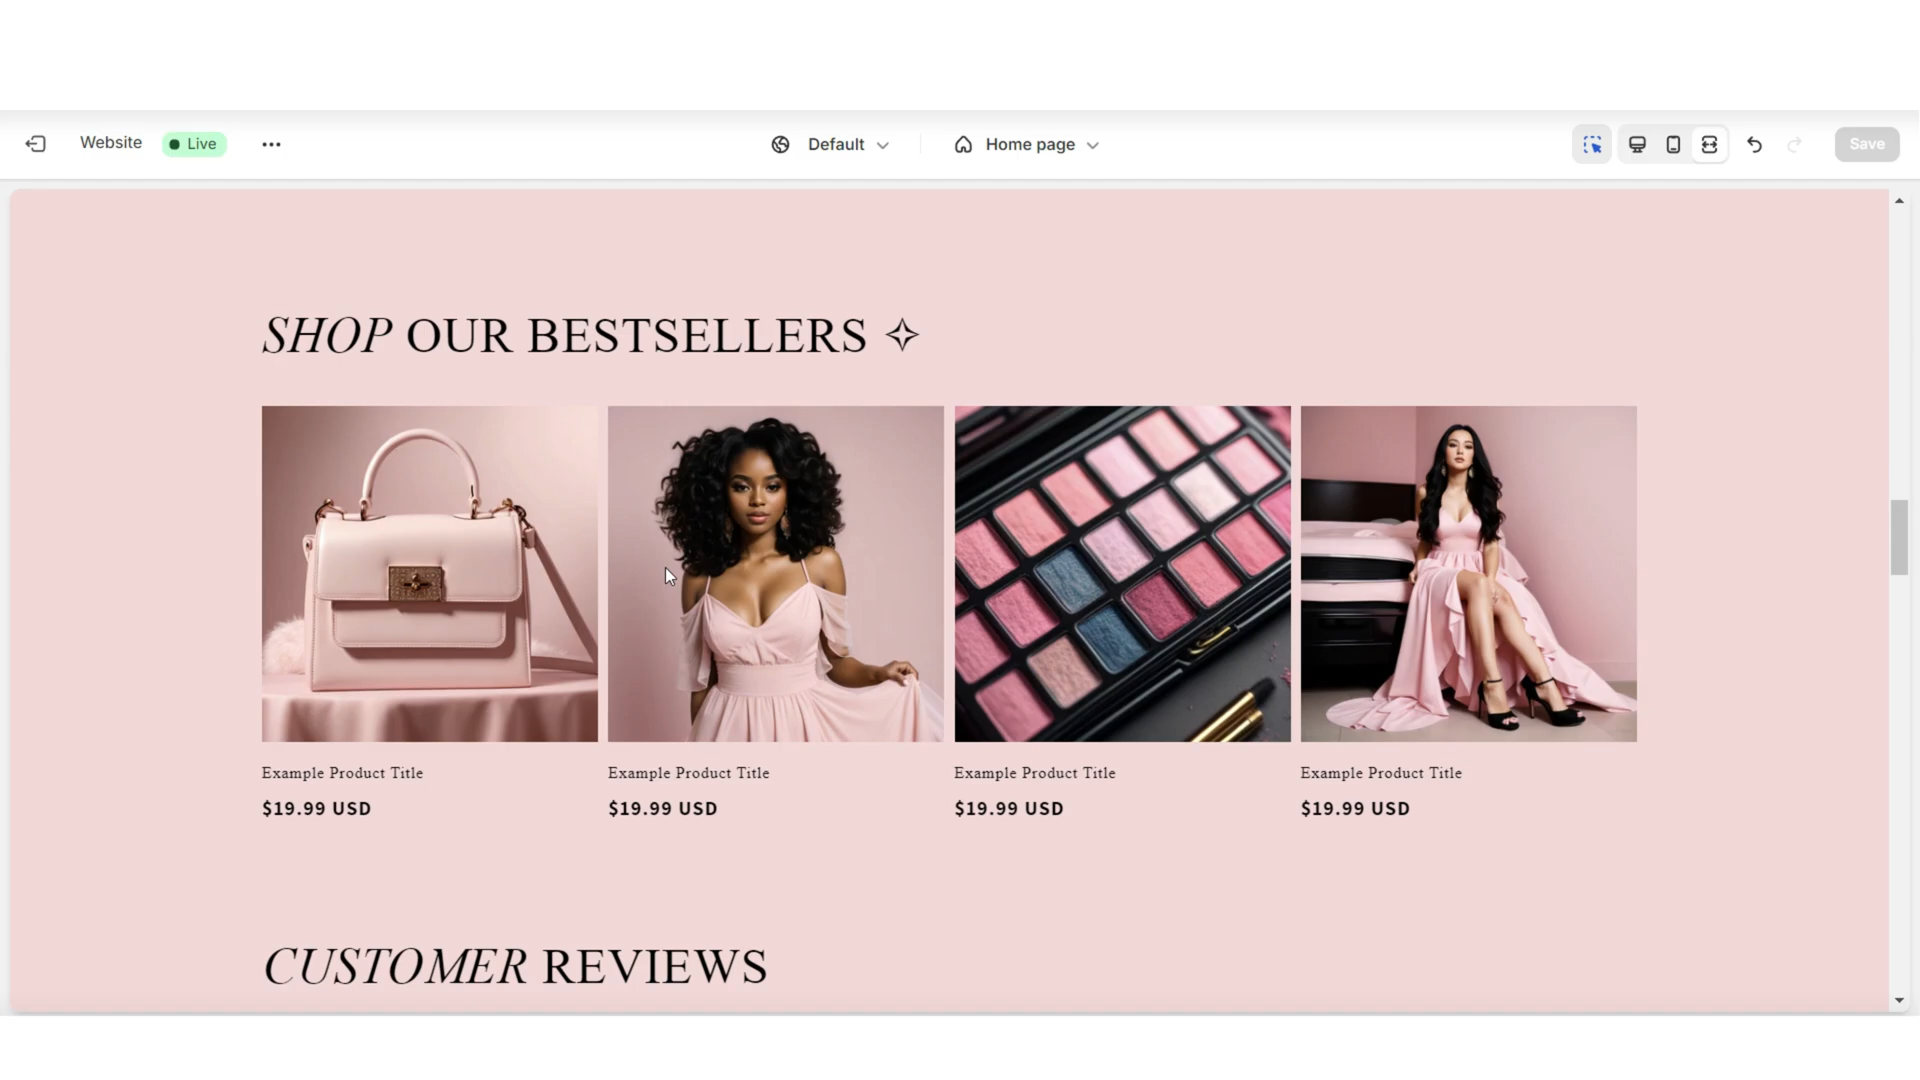 Website Live Default Home page Save
SHOP OUR BESTSELLERS
Example Product Title Example Product Title Example Product Title Example Product Title
$19.99 USD $19.99 USD $19.99 USD $19.99 USD
CUSTOMER REVIEWS